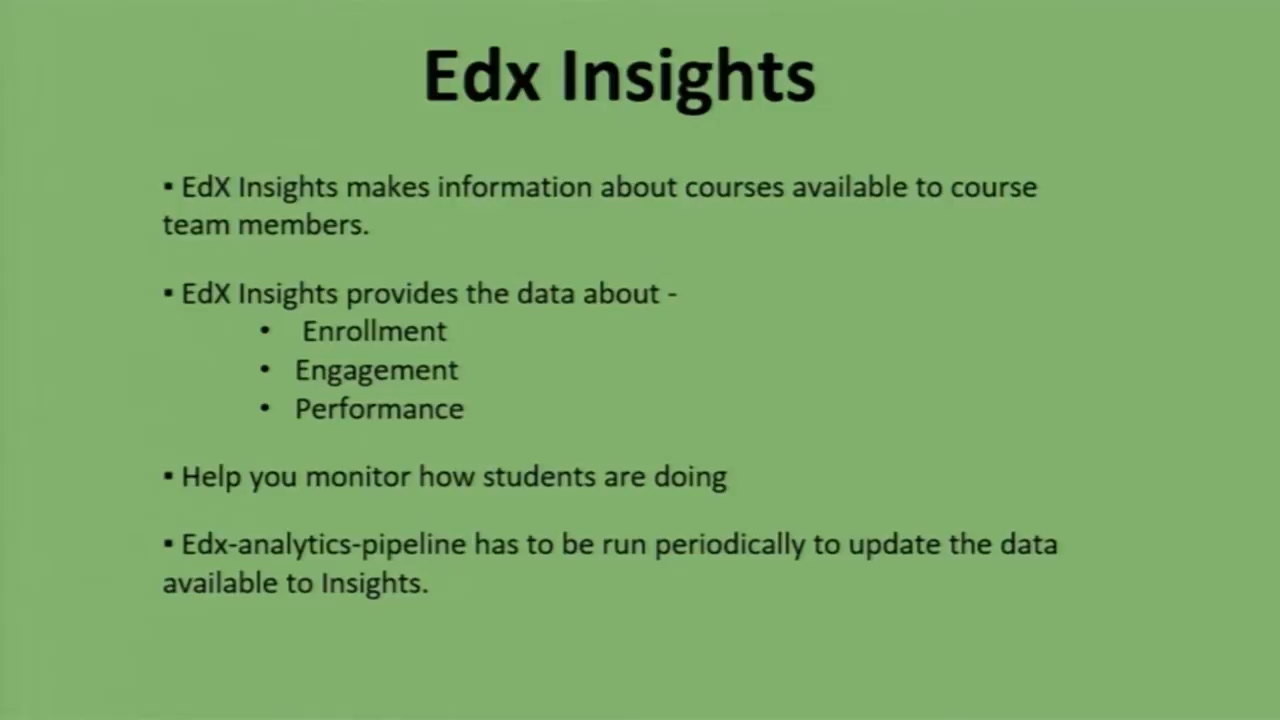 Edx Insights
▪ EdX Insights makes information about courses available to course
team members.
▪ EdX Insights provides the data about -
• Enrollment
• Engagement
• Performance
▪ Help you monitor how students are doing
▪ Edx-analytics-pipeline has to be run periodically to update the data
available to Insights.